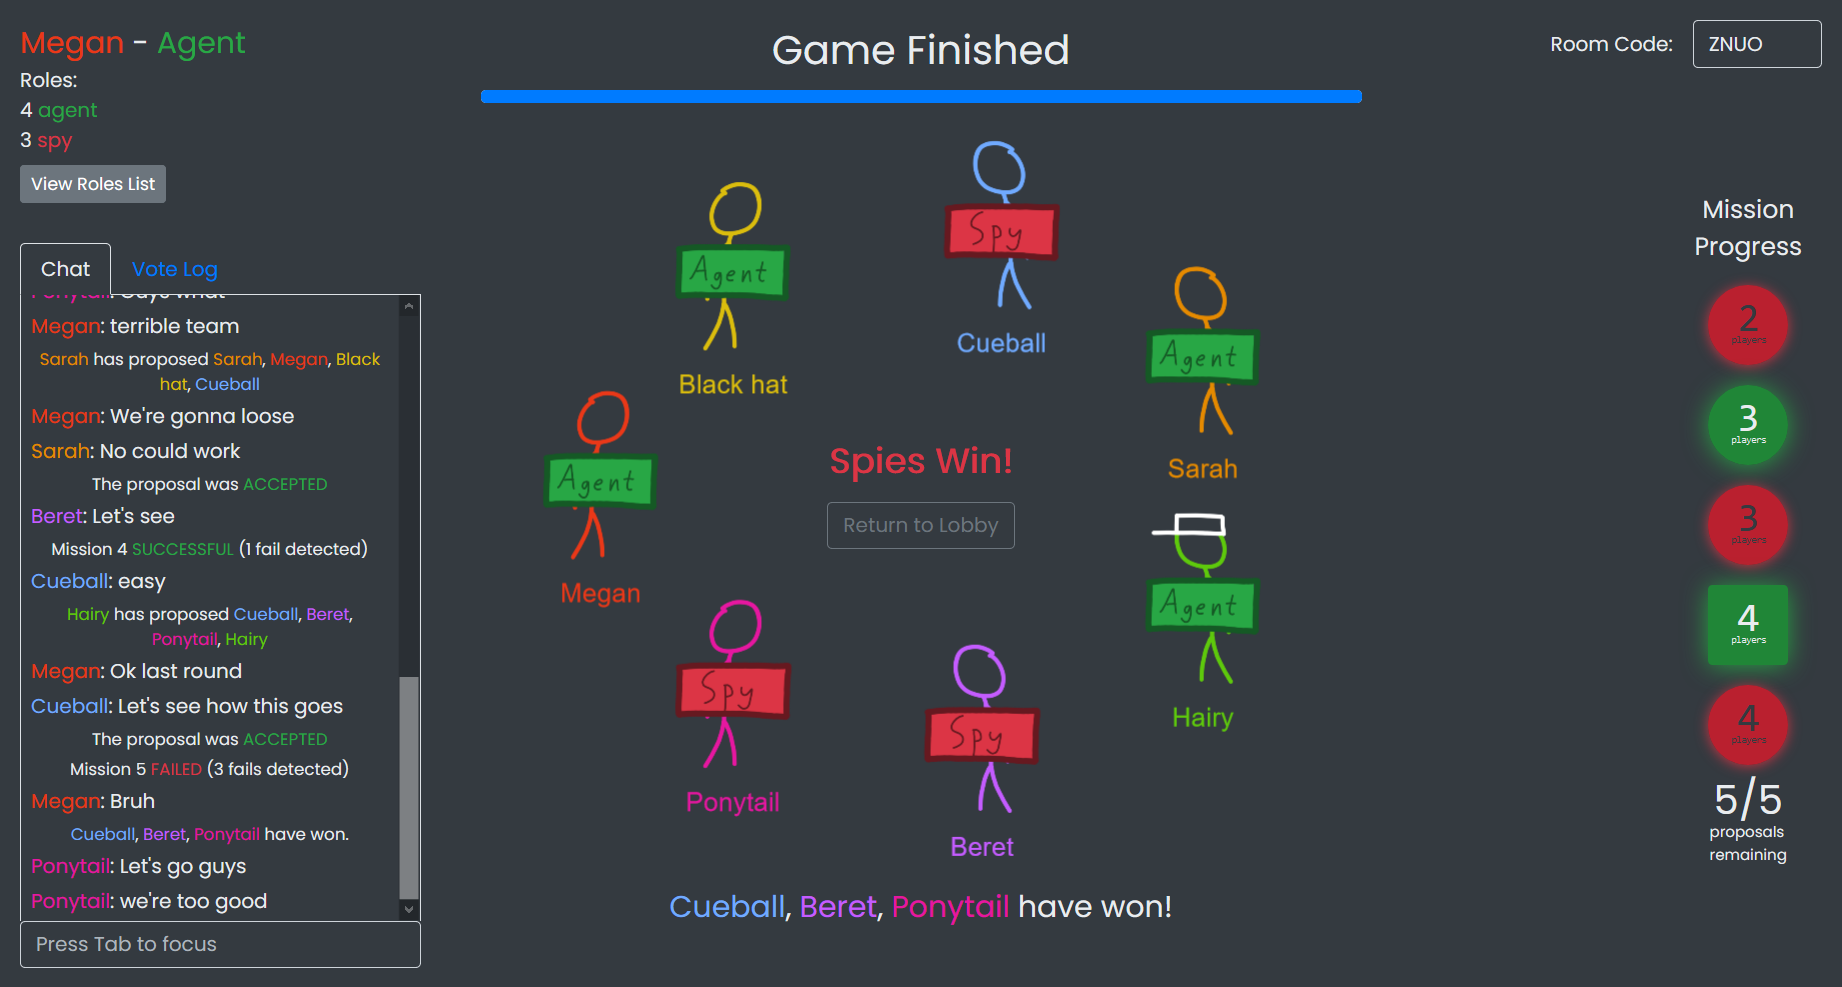 Megan - Agent
Roles:
4 agent
3 spy
View Roles List
Chat
Vote Log
Ponytail: Guys what
Megan: terrible team
Sarah has proposed Sarah, Megan, Black
hat, Cueball
Megan: We're gonna loose
Sarah: No could work
The proposal was ACCEPTED
Beret: Let's see
Mission 4 SUCCESSFUL (1 fail detected)
Cueball: easy
Hairy has proposed Cueball, Beret,
Ponytail, Hairy
Megan: Ok last round
Cueball: Let's see how this goes
The proposal was ACCEPTED
Mission 5 FAILED (3 fails detected)
Megan: Bruh
Cueball, Beret, Ponytail have won.
Ponytail: Let's go guys
Ponytail: we're too good
Press Tab to focus
Game Finished
Spy
Cueball
Agent
Black hat
Agent
Sarah
Agent
Megan
Spies Win!
Return to Lobby
Agent
Hairy
Spy
Ponytail
Spy
Beret
Cueball, Beret, Ponytail have won!
Room Code:
ZNUO
Mission
Progress
2
players
3
players
3
players
4
players
4
players
5/5
proposals
remaining